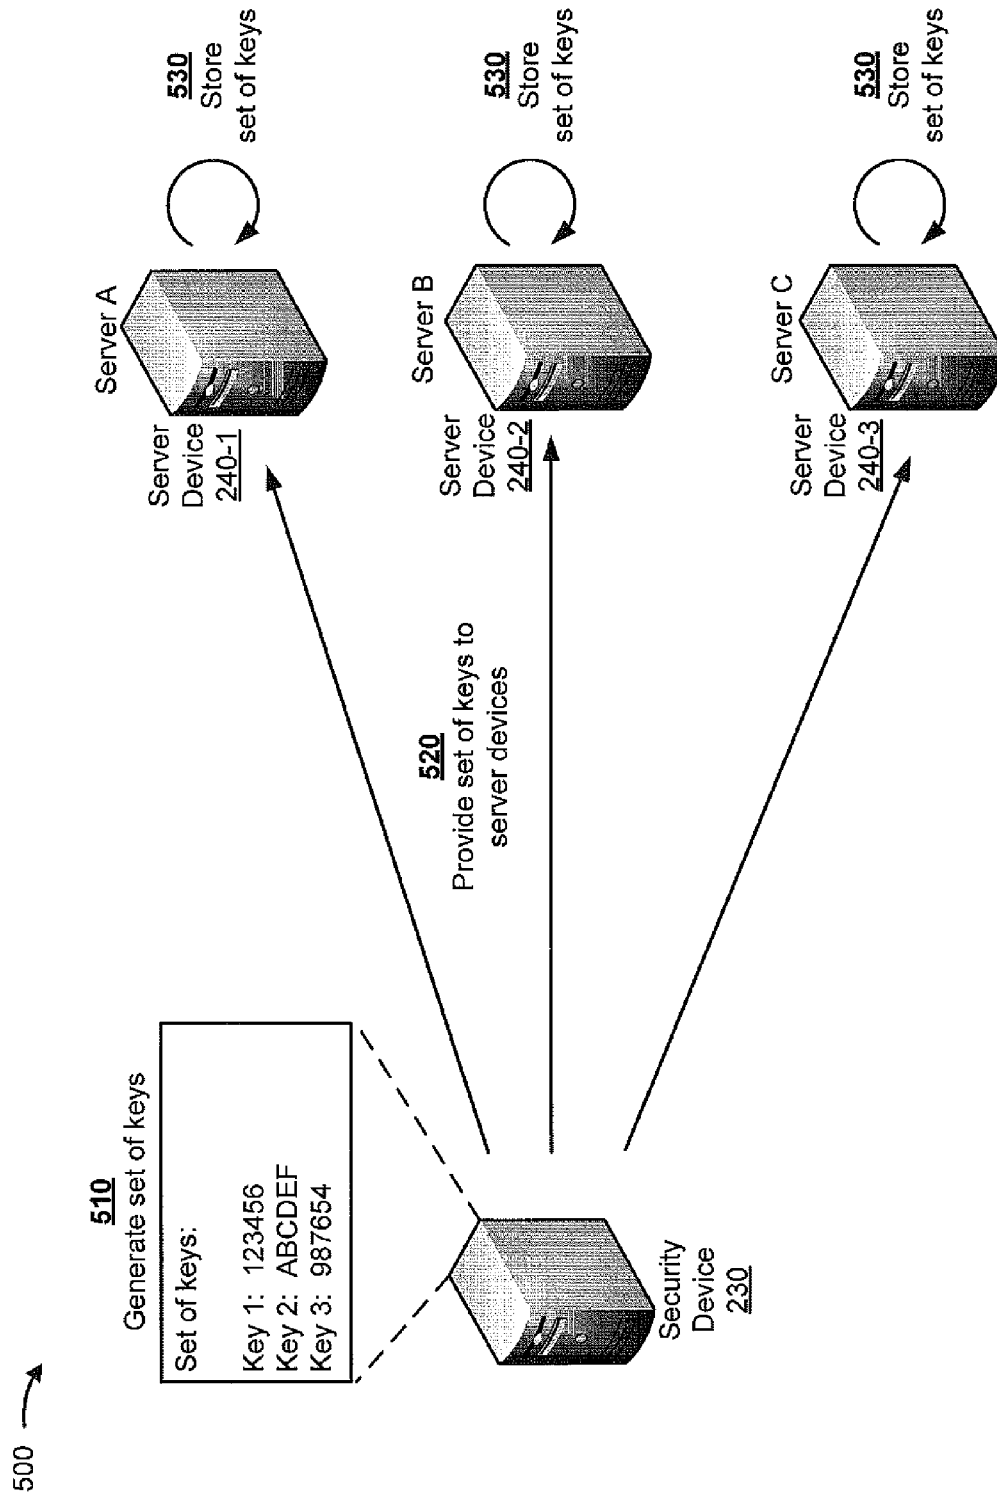 500
510
Generate set of keys
Set of keys:
Key 1: 123456
Key 2: ABCDEF
Key 3: 987654
Security
Device
230
520
Provide set of keys to
server devices
Server A
Server
Device
240-1
530
Store
set of keys
Server B
Server
Device
240-2
530
Store
set of keys
Server C
Server
Device
240-3
530
Store
set of keys